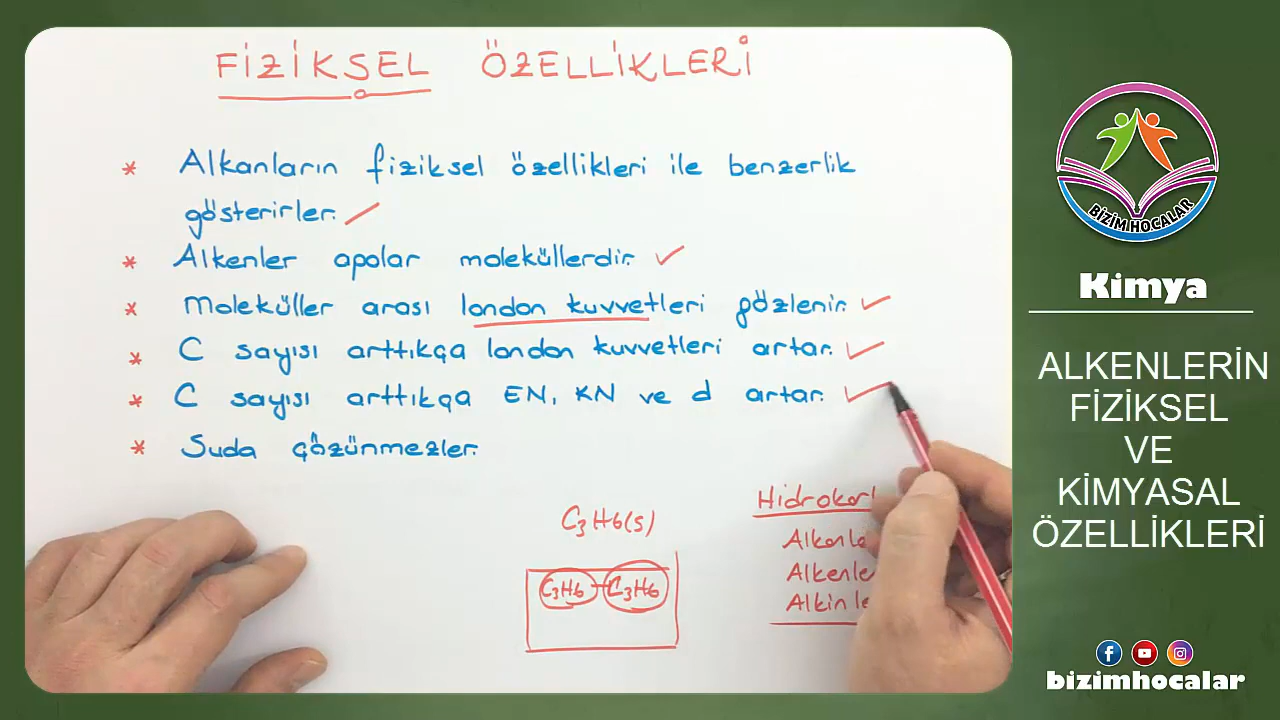 FİZİKSEL ÖZELLİKLERİ
* Alkanların fiziksel özellikleri ile benzerlik
gösterirler.
* Alkenler apolar moleküllerdir.
* Moleküller arası london kuvvetleri gözlenir.
* C sayısı arttıkça london kuvvetleri artar.
* C sayısı arttıkça EN, KN ve d artar.
* Suda çözünmezler.
C₃H₆(s)
C₃H₆ C₃H₆
BİZİM HOCALAR
Kimya
ALKENLERİN
FİZİKSEL
VE
KİMYASAL
ÖZELLİKLERİ
bizimhocalar